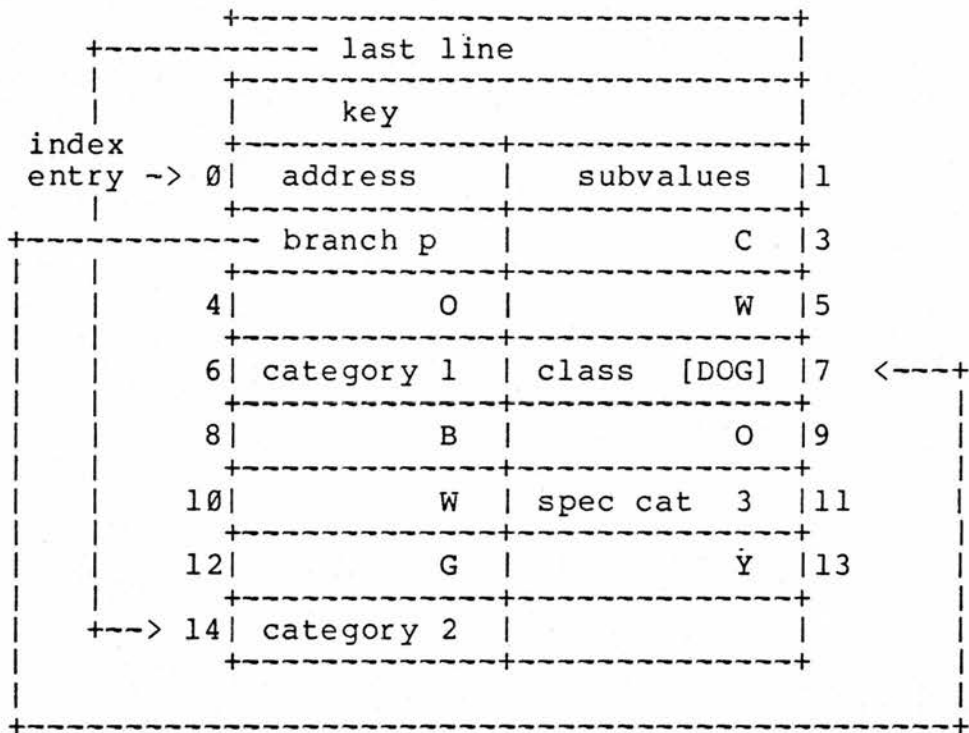 last line
key
index
entry -> 0 address subvalues 1
branch p C 3
4 O W 5
6 category 1 class [DOG] 7 <----+
8 B O 9
10 W spec cat 3 11
12 G Y 13
+--> 14 category 2